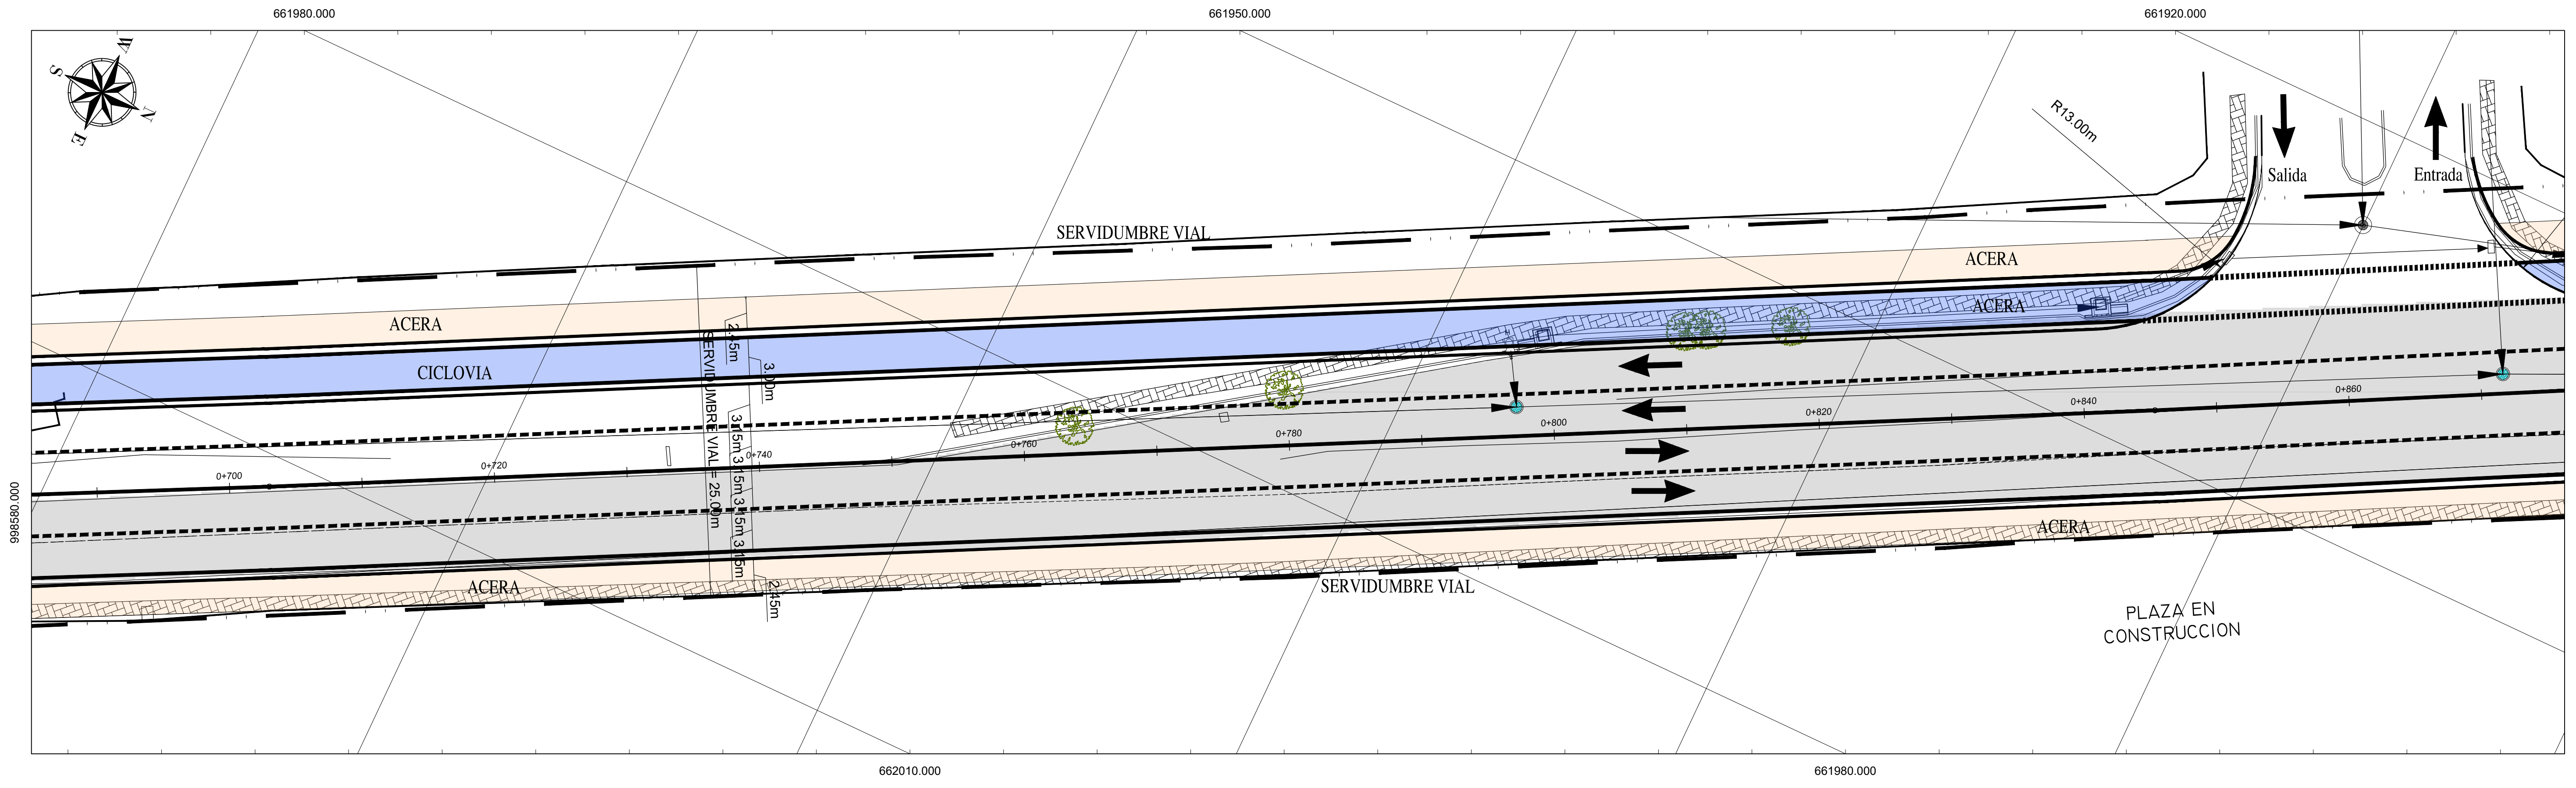 661980.000
661950.000
661920.000
W
S
N
E
R13.00m
Salida
Entrada
SERVIDUMBRE VIAL
ACERA
ACERA
ACERA
2.45m
3.00m
CICLOVIA
SERVIDUMBRE VIAL= 25.00m
3.15m
3.15m
3.15m
3.15m
2.45m
0+700
0+720
0+740
0+760
0+780
0+800
0+820
0+840
0+860
998580.000
ACERA
ACERA
SERVIDUMBRE VIAL
PLAZA EN
CONSTRUCCION
662010.000
661980.000